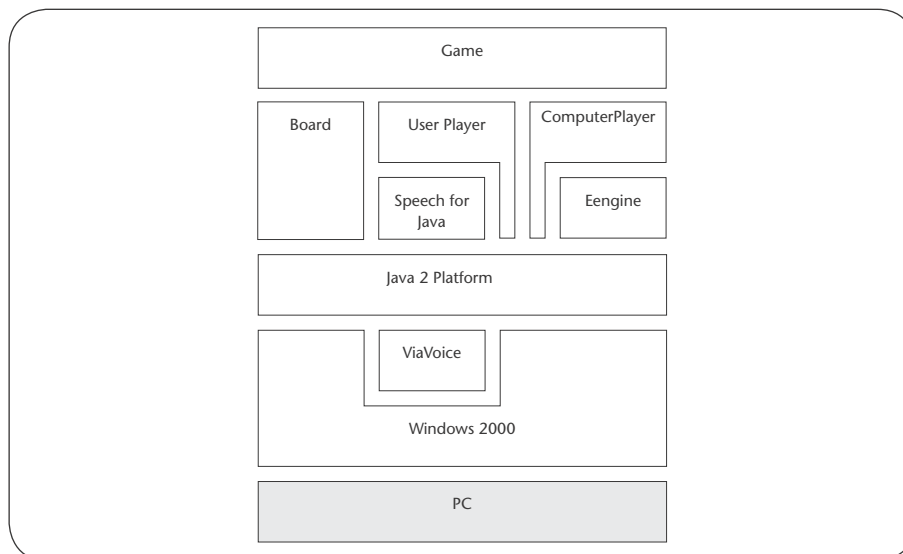 Game
Board
User Player
ComputerPlayer
Speech for
Java
Eengine
Java 2 Platform
ViaVoice
Windows 2000
PC